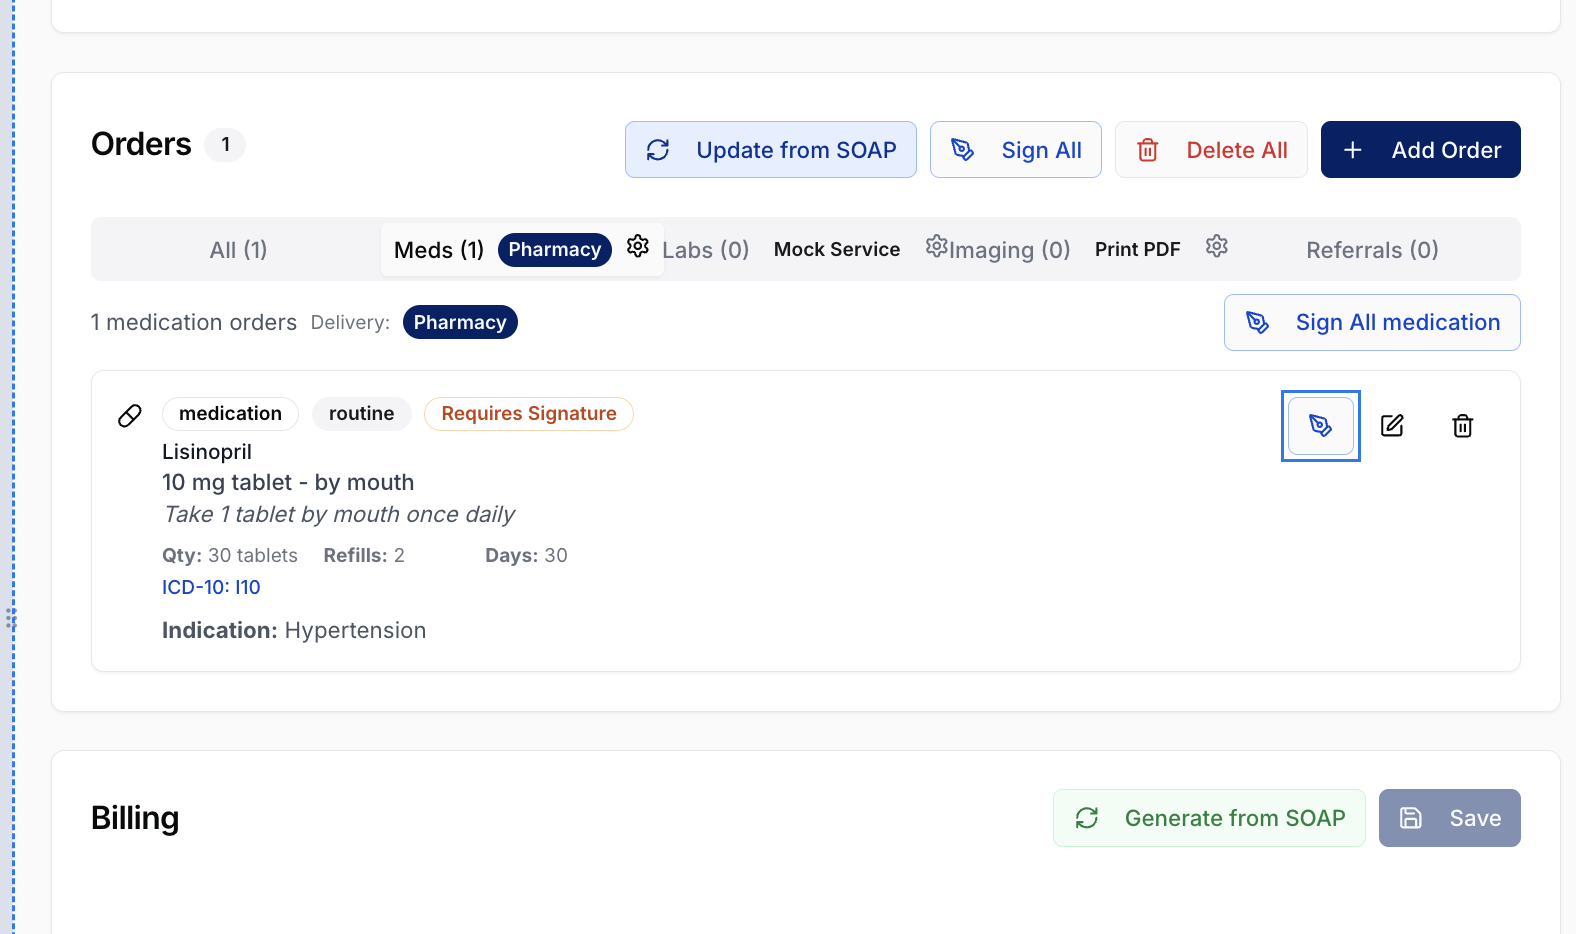 Orders 1
Update from SOAP
Sign All
Delete All
Add Order
All (1)
Meds (1) Pharmacy
Labs (0) Mock Service
Imaging (0) Print PDF
Referrals (0)
1 medication orders Delivery: Pharmacy
Sign All medication
medication routine Requires Signature
Lisinopril
10 mg tablet - by mouth
Take 1 tablet by mouth once daily
Qty: 30 tablets Refills: 2 Days: 30
ICD-10: I10
Indication: Hypertension
Billing
Generate from SOAP
Save